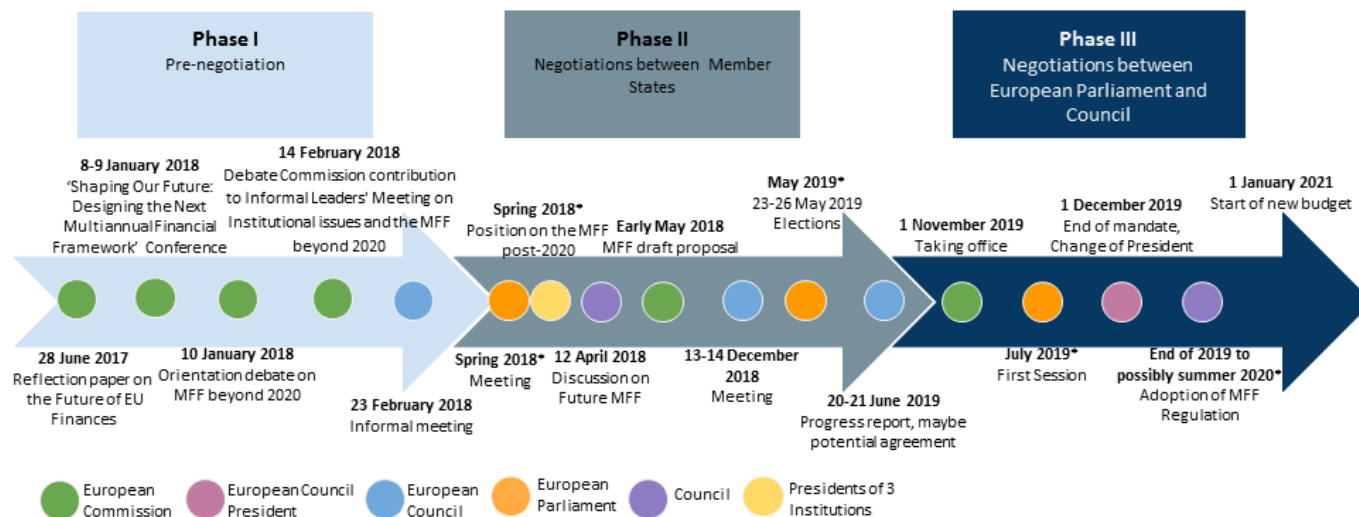 Phase I
Pre-negotiation
Phase II
Negotiations between Member
States
Phase III
Negotiations between
European Parliament and
Council
8-9 January 2018
‘Shaping Our Future:
Designing the Next
Multiannual Financial
Framework’ Conference
14 February 2018
Debate Commission contribution
to Informal Leaders' Meeting on
Institutional issues and the MFF
beyond 2020
Spring 2018*
Position on the MFF
post-2020
Early May 2018
MFF draft proposal
May 2019*
23-26 May 2019
Elections
1 November 2019
Taking office
1 December 2019
End of mandate,
Change of President
1 January 2021
Start of new budget
28 June 2017
Reflection paper on
the Future of EU
Finances
10 January 2018
Orientation debate on
MFF beyond 2020
23 February 2018
Informal meeting
Spring 2018*
Meeting
12 April 2018
Discussion on
Future MFF
13-14 December
2018
Meeting
20-21 June 2019
Progress report, maybe
potential agreement
July 2019*
First Session
End of 2019 to
possibly summer 2020*
Adoption of MFF
Regulation
European
Commission
European Council
President
European
Council
European
Parliament
Council
Presidents of 3
Institutions